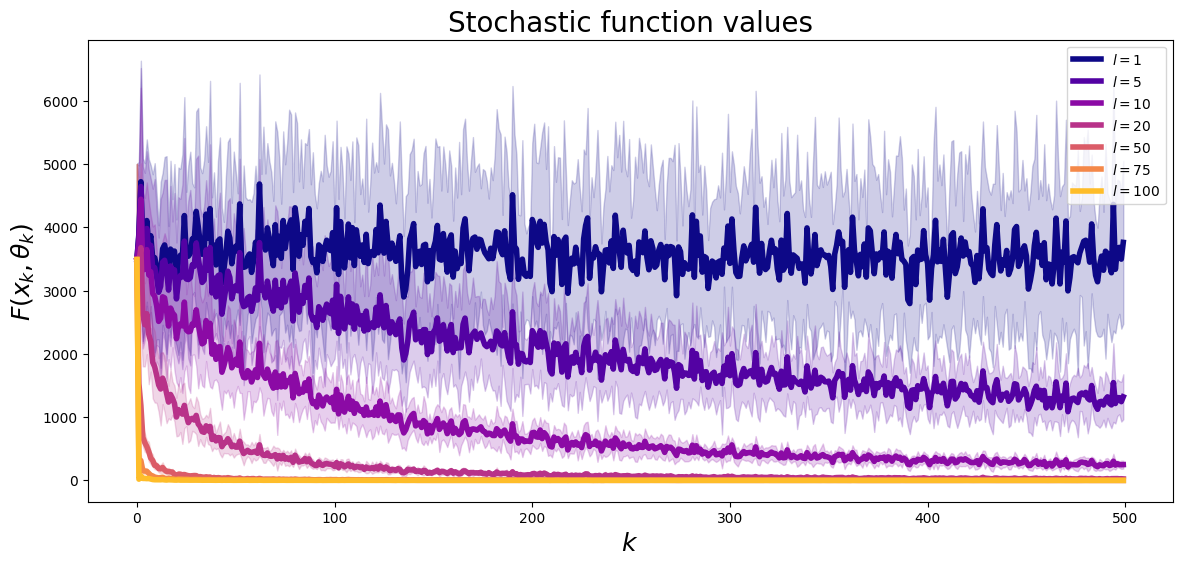 Stochastic function values
F(x_k, θ_k)
6000
5000
4000
3000
2000
1000
0
0
100
200
300
400
500
k
l = 1
l = 5
l = 10
l = 20
l = 50
l = 75
l = 100